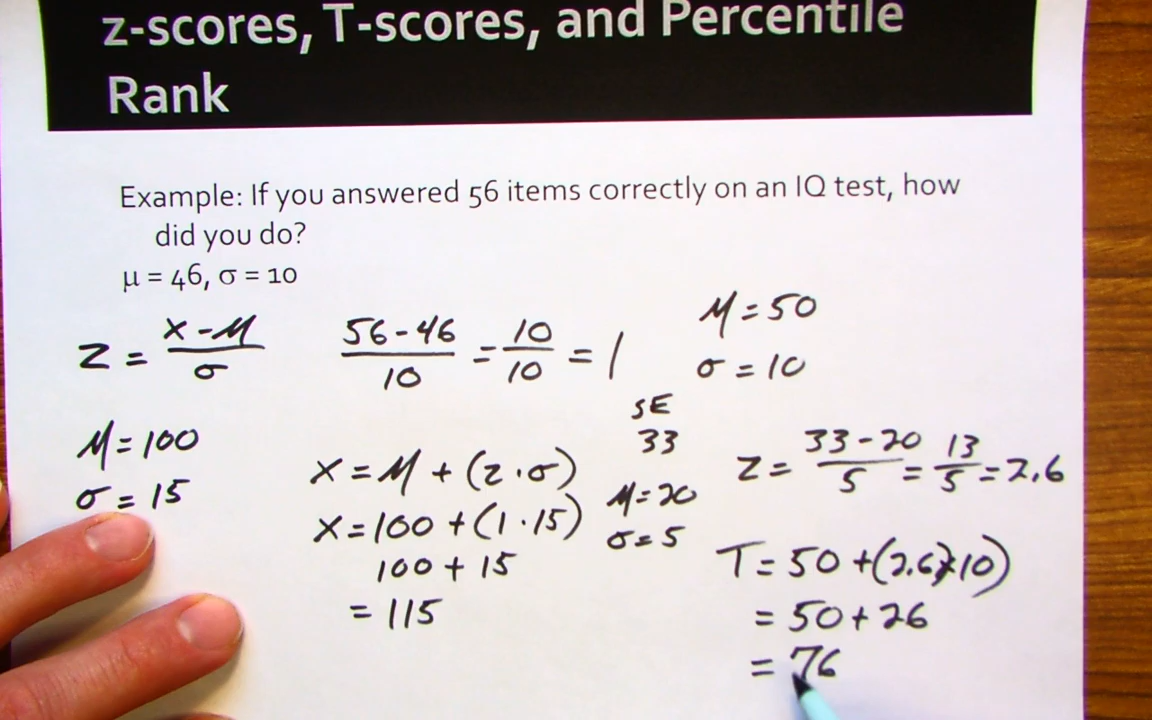 z-scores, T-scores, and Percentile
Rank
Example: If you answered 56 items correctly on an IQ test, how
did you do?
μ = 46, σ = 10
z = (x - μ)/σ
(56 - 46)/10 = 10/10 = 1
μ = 100
σ = 15
x = μ + (z · σ)
x = 100 + (1 · 15)
100 + 15
= 115
μ = 50
σ = 10
SE
33
μ = 20
σ = 5
z = (33 - 20)/5 = 13/5 = 2.6
T = 50 + (2.6 × 10)
= 50 + 26
= 76